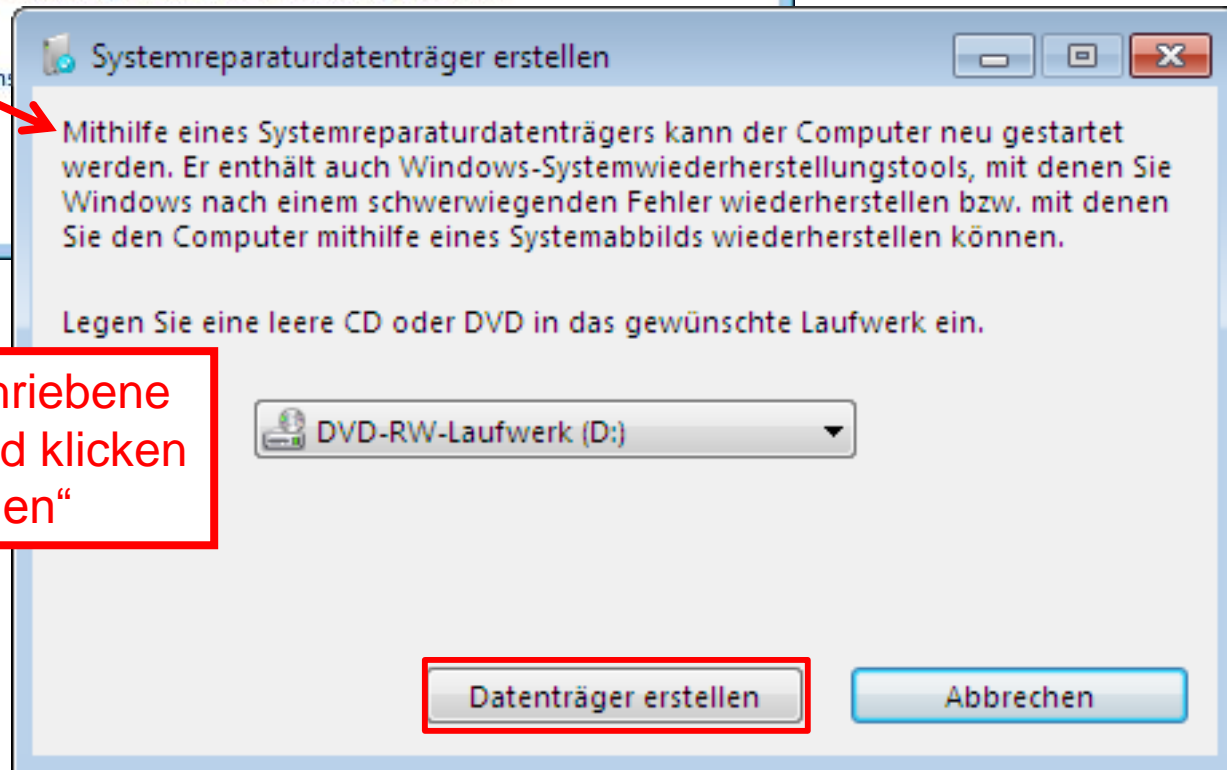 Systemreparaturdatenträger erstellen
Mithilfe eines Systemreparaturdatenträgers kann der Computer neu gestartet
werden. Er enthält auch Windows-Systemwiederherstellungstools, mit denen Sie
Windows nach einem schwerwiegenden Fehler wiederherstellen bzw. mit denen
Sie den Computer mithilfe eines Systemabbilds wiederherstellen können.
Legen Sie eine leere CD oder DVD in das gewünschte Laufwerk ein.
hriebene
d klicken
en“
DVD-RW-Laufwerk (D:)
Datenträger erstellen
Abbrechen